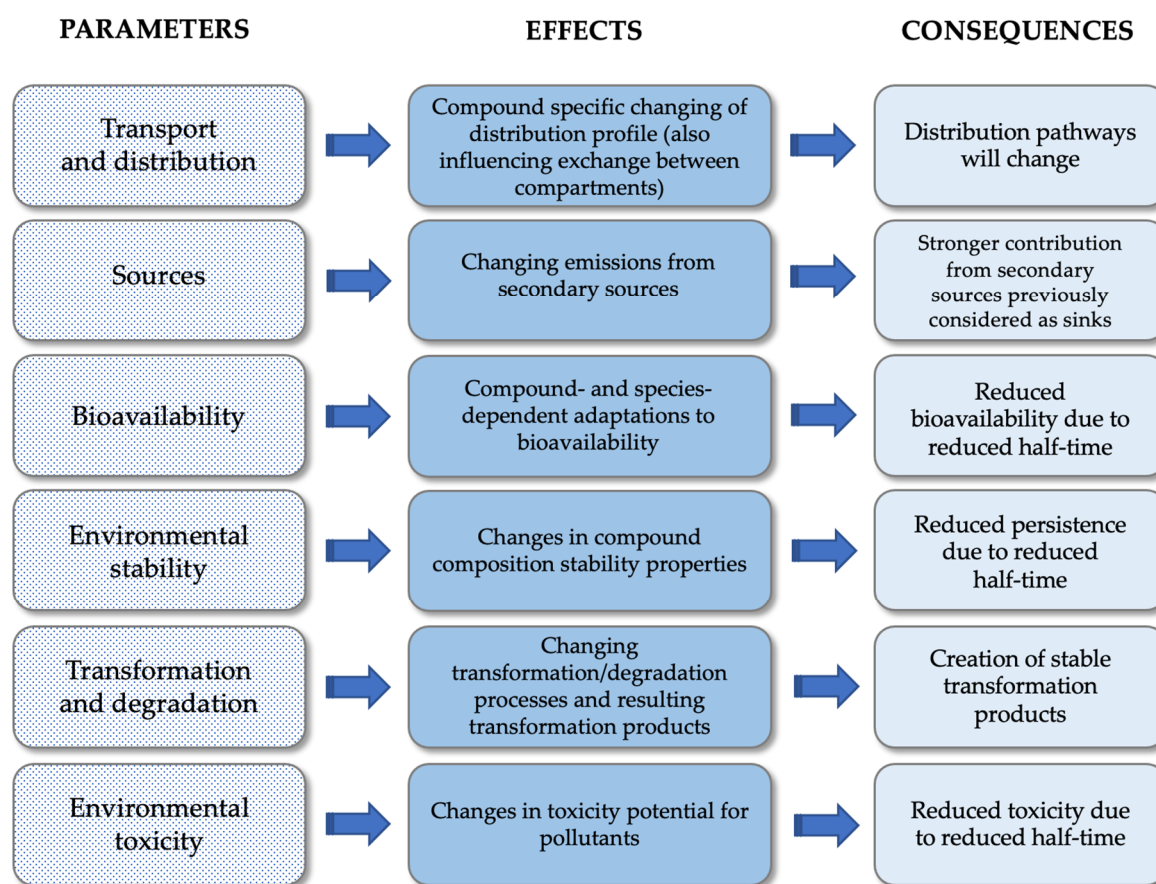 PARAMETERS
EFFECTS
CONSEQUENCES
Transport
and distribution
Compound specific changing of
distribution profile (also
influencing exchange between
compartments)
Distribution pathways
will change
Sources
Changing emissions from
secondary sources
Stronger contribution
from secondary
sources previously
considered as sinks
Bioavailability
Compound- and species-
dependent adaptations to
bioavailability
Reduced
bioavailability due to
reduced half-time
Environmental
stability
Changes in compound
composition stability properties
Reduced persistence
due to reduced
half-time
Transformation
and degradation
Changing
transformation/degradation
processes and resulting
transformation products
Creation of stable
transformation
products
Environmental
toxicity
Changes in toxicity potential for
pollutants
Reduced toxicity due
to reduced half-time